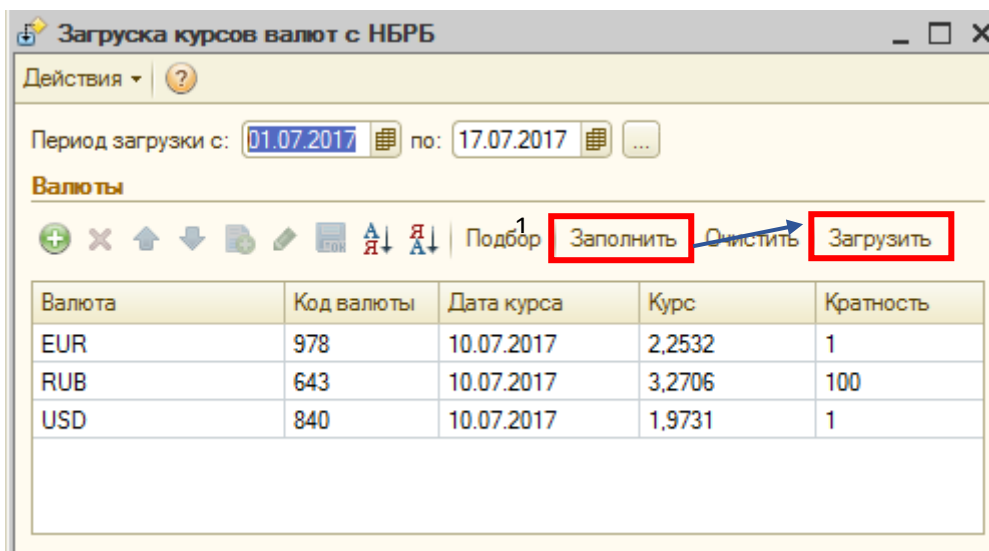 Загруска курсов валют с НБРБ
Действия ?
Период загрузки с: 01.07.2017 по: 17.07.2017 ...
Валюты
А Я Я А Подбор 1 Заполнить Очистить Загрузить
Валюта Код валюты Дата курса Курс Кратность
EUR 978 10.07.2017 2,2532 1
RUB 643 10.07.2017 3,2706 100
USD 840 10.07.2017 1,9731 1